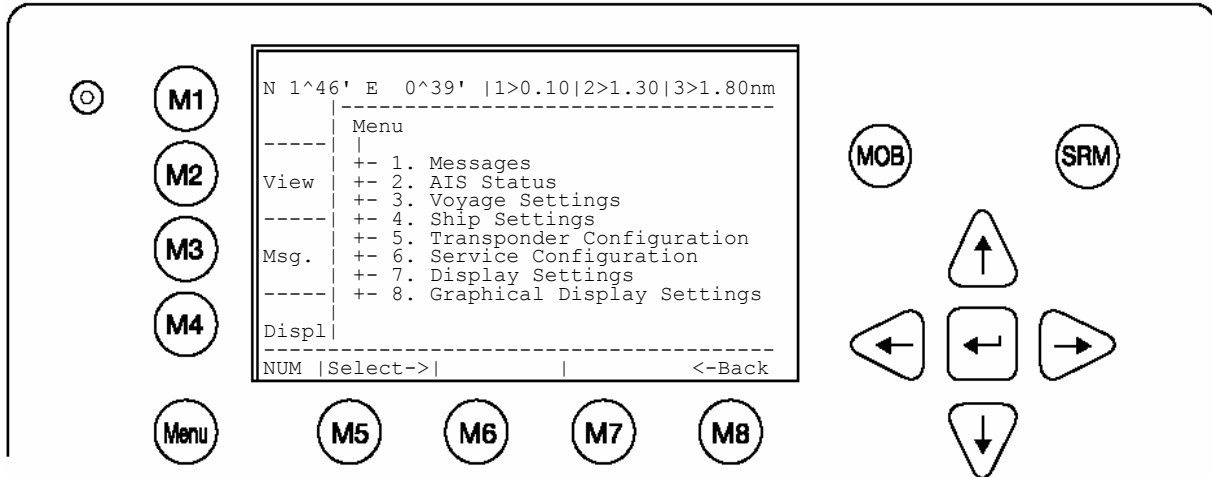 M1
M2
M3
M4
Menu
N 1^46' E 0^39' |1>0.10|2>1.30|3>1.80nm
Menu
+- 1. Messages
View | +- 2. AIS Status
+- 3. Voyage Settings
+- 4. Ship Settings
+- 5. Transponder Configuration
Msg. | +- 6. Service Configuration
+- 7. Display Settings
+- 8. Graphical Display Settings
Displ|
NUM |Select->| | <-Back
M5 M6 M7 M8
MOB SRM